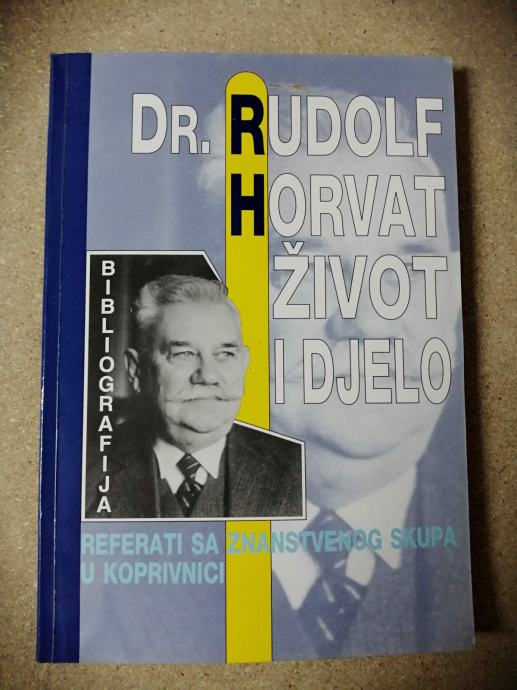 DR. RUDOLF
HORVAT
ŽIVOT
I DJELO
BIBLIOGRAFIJA
REFERATI SA ZNANSTVENOG SKUPA
U KOPRIVNICI